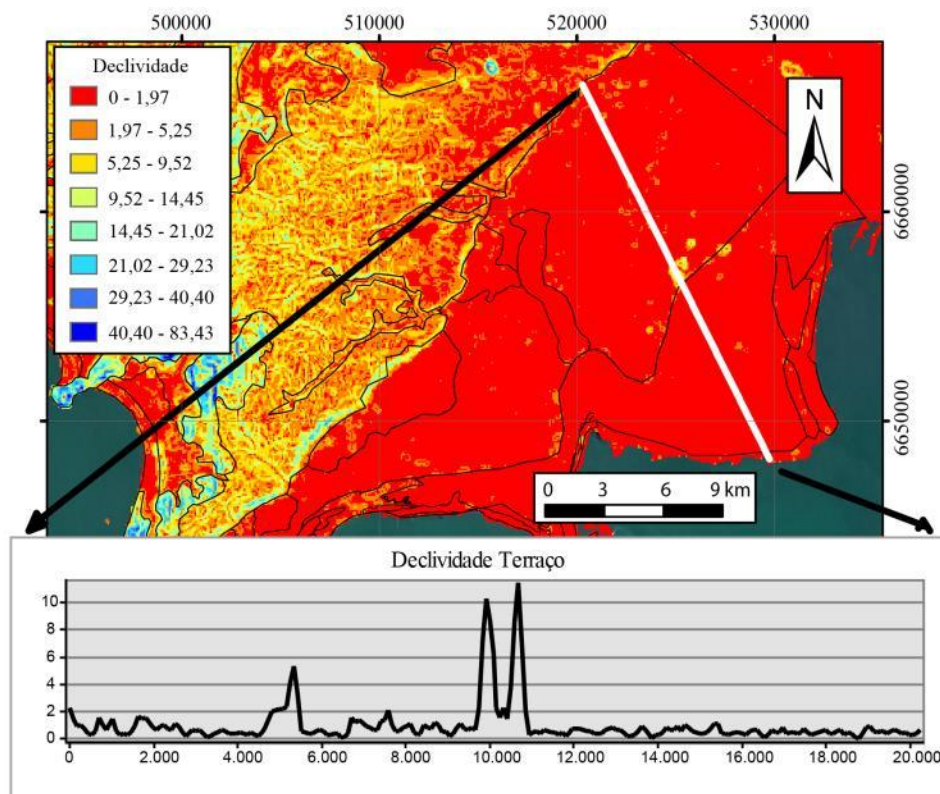 500000 510000 520000 530000
Declividade
0 - 1,97
1,97 - 5,25
5,25 - 9,52
9,52 - 14,45
14,45 - 21,02
21,02 - 29,23
29,23 - 40,40
40,40 - 83,43
N
6660000
6650000
0 3 6 9 km
Declividade Terraço
10
8
6
4
2
0
0 2.000 4.000 6.000 8.000 10.000 12.000 14.000 16.000 18.000 20.000